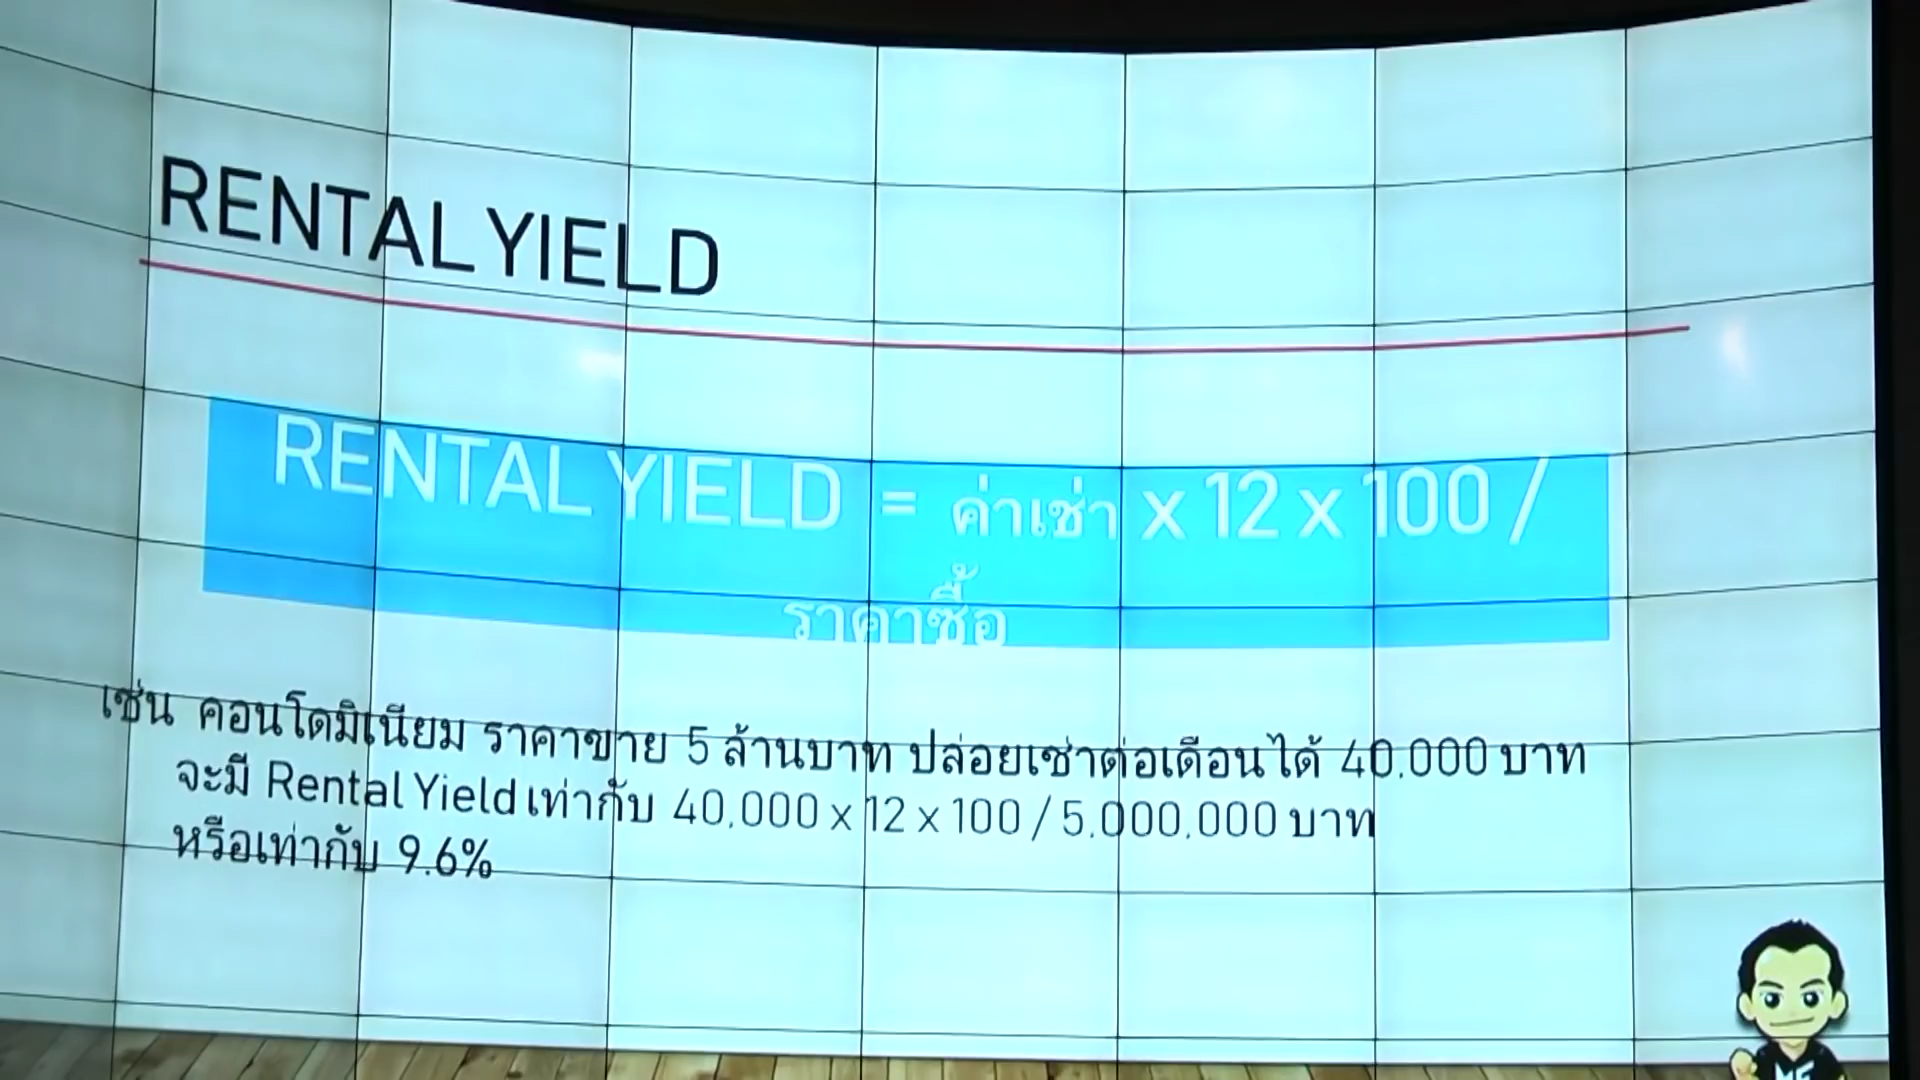 RENTAL YIELD
RENTAL YIELD = ค่าเช่า x 12 x 100 /
ราคาซื้อ
เช่น คอนโดมิเนียม ราคาขาย 5 ล้านบาท ปล่อยเช่าต่อเดือนได้ 40,000 บาท
จะมี Rental Yield เท่ากับ 40,000 x 12 x 100 / 5,000,000 บาท
หรือเท่ากับ 9.6%